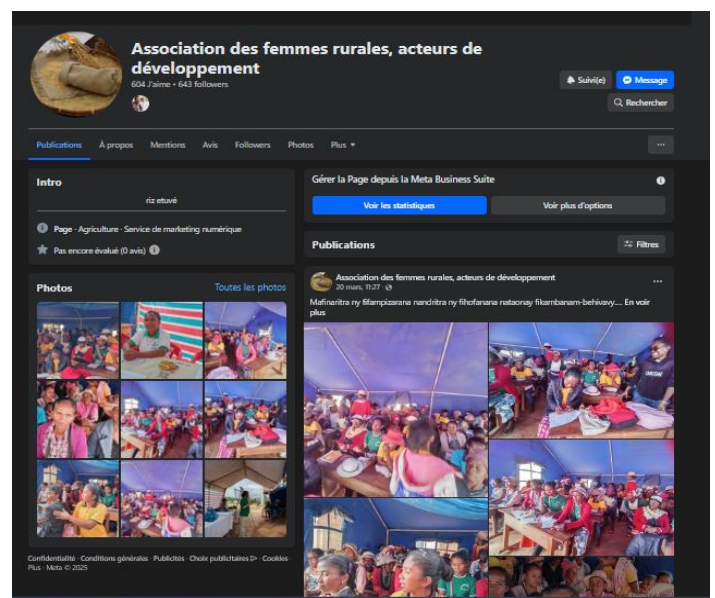 Association des femmes rurales, acteurs de
développement
604 J'aime • 643 followers
Suivi(e)
Message
Rechercher
Publications
À propos
Mentions
Avis
Followers
Photos
Plus
Intro
riz etuvé
Page · Agriculture · Service de marketing numérique
Pas encore évalué (0 avis)
Photos
Toutes les photos
Confidentialité · Conditions générales · Publicités · Choix publicitaires · Cookies ·
Plus · Meta © 2025
Gérer la Page depuis la Meta Business Suite
Voir les statistiques
Voir plus d'options
Publications
Filtres
Association des femmes rurales, acteurs de développement
20 mars, 11:27 ·
Mafinaritra ny fifampizarana nandritra ny fihofanana nataonay fikambanam-behivavy.... En voir
plus